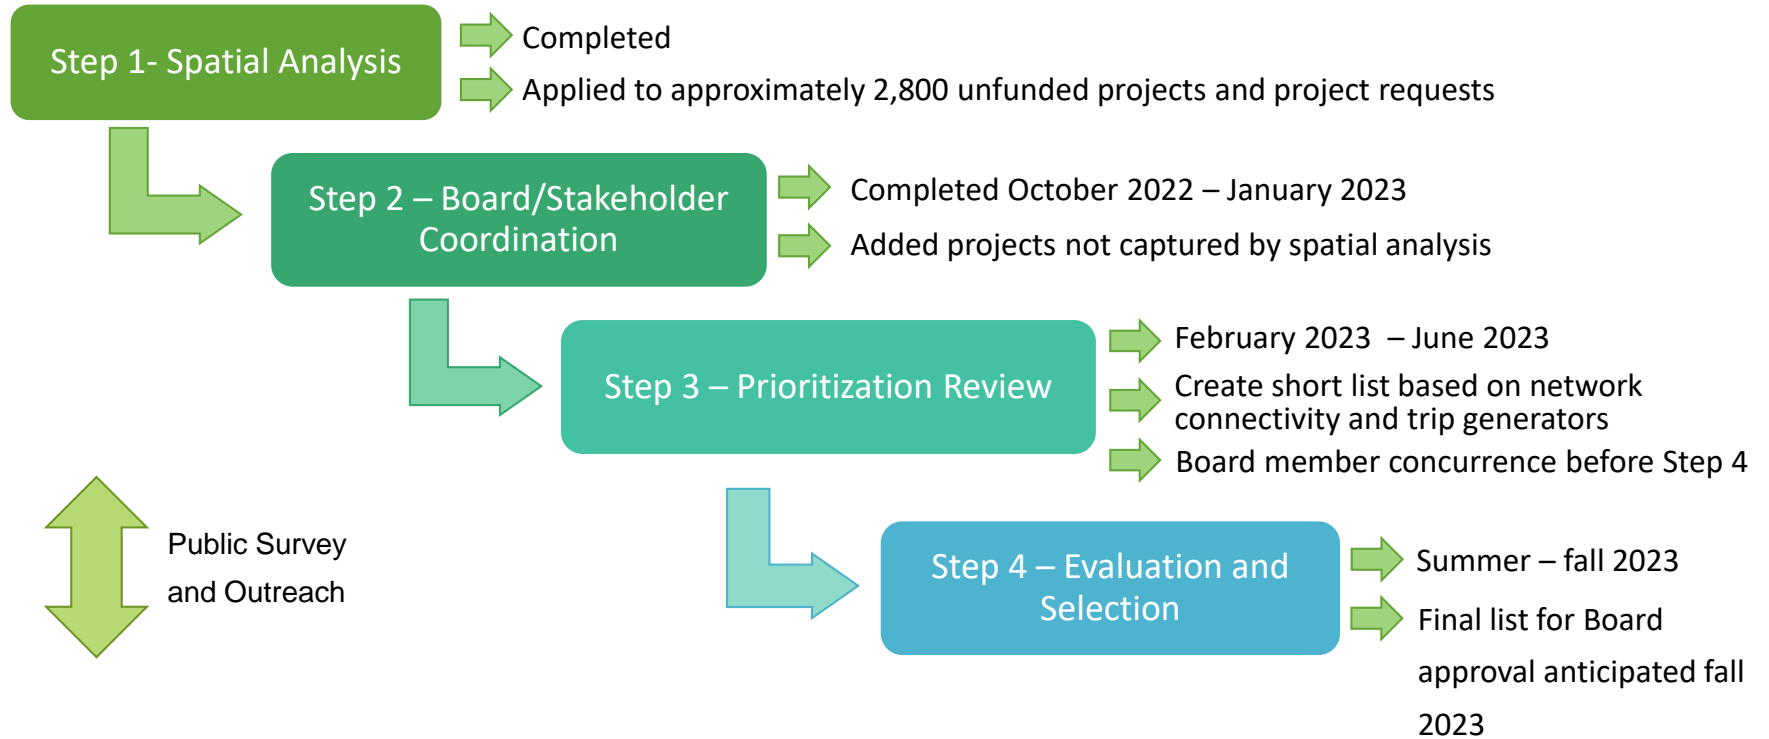 Step 1- Spatial Analysis
Completed
Applied to approximately 2,800 unfunded projects and project requests
Step 2 – Board/Stakeholder
Coordination
Completed October 2022 – January 2023
Added projects not captured by spatial analysis
Step 3 – Prioritization Review
February 2023 – June 2023
Create short list based on network
connectivity and trip generators
Board member concurrence before Step 4
Public Survey
and Outreach
Step 4 – Evaluation and
Selection
Summer – fall 2023
Final list for Board
approval anticipated fall
2023